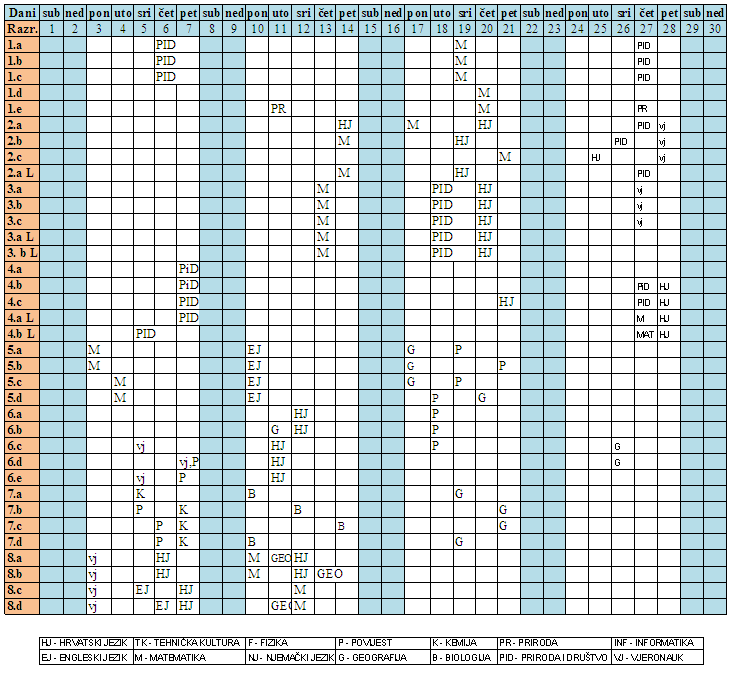 Dani sub ned pon uto sri čet pet sub ned pon uto sri čet pet sub ned pon uto sri čet pet sub ned pon uto sri čet pet sub ned
Razr. 1 2 3 4 5 6 7 8 9 10 11 12 13 14 15 16 17 18 19 20 21 22 23 24 25 26 27 28 29 30
1.a PID M PID
1.b PID M PID
1.c PID M PID
1.d M
1.e PR M PR
2.a HJ M HJ PID vj
2.b M HJ PID vj
2.c M HJ vj
2.a L M HJ PID
3.a M PID HJ vj
3.b M PID HJ vj
3.c M PID HJ vj
3.a L M PID HJ
3. b L M PID HJ
4.a PiD
4.b PiD PiD HJ
4.c PID HJ PID HJ
4.a L PID M HJ
4.b L PID MAT HJ
5.a M EJ G P
5.b M EJ G P
5.c M EJ G P
5.d M EJ P G
6.a HJ P
6.b G HJ P
6.c vj HJ P G
6.d vj,P HJ G
6.e vj P HJ
7.a K B G
7.b P K B G
7.c P K B G
7.d P K B G
8.a vj HJ M GEO HJ
8.b vj HJ M HJ GEO
8.c vj EJ HJ M
8.d vj EJ HJ GEO M
HJ - HRVATSKI JEZIK TK - TEHNIČKA KULTURA F - FIZIKA P - POVIJEST K - KEMIJA PR - PRIRODA INF - INFORMATIKA
EJ - ENGLESKI JEZIK M - MATEMATIKA NJ - NJEMAČKI JEZIK G - GEOGRAFIJA B - BIOLOGIJA PID - PRIRODA I DRUŠTVO VJ - VJERONAUK